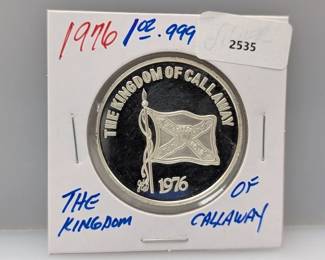 1976 1oz .999
2535
THE KINGDOM OF CALLAWAY
1976
THE OF
KINGDOM CALLAWAY